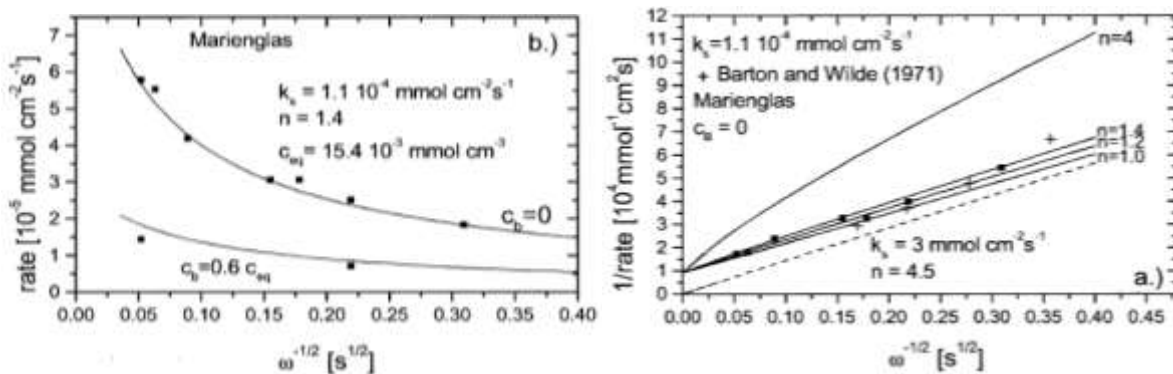 Marienglas
b.)
k_s = 1.1 10^-4 mmol cm^-2s^-1
n = 1.4
c_eq = 15.4 10^-3 mmol cm^-3
c_b=0
c_b=0.6 c_eq
rate [10^-5 mmol cm^-2s^-1]
7
6
5
4
3
2
1
0
0.00 0.05 0.10 0.15 0.20 0.25 0.30 0.35 0.40
ω^-1/2 [s^1/2]
k_s=1.1 10^-4 mmol cm^-2s^-1
n=4
+ Barton and Wilde (1971)
Marienglas
c_B = 0
n=1.4
n=1.2
n=1.0
k_s = 3 mmol cm^-2s^-1
n = 4.5
a.)
1/rate [10^4 mmol^-1 cm^2s]
12
11
10
9
8
7
6
5
4
3
2
1
0
0.00 0.05 0.10 0.15 0.20 0.25 0.30 0.35 0.40 0.45
ω^-1/2 [s^1/2]